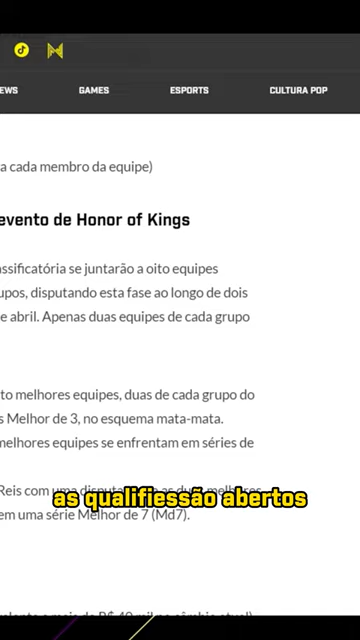 EWS GAMES ESPORTS CULTURA POP
a cada membro da equipe)
evento de Honor of Kings
assificatória se juntarão a oito equipes
upos, disputando esta fase ao longo de dois
e abril. Apenas duas equipes de cada grupo
to melhores equipes, duas de cada grupo do
s Melhor de 3, no esquema mata-mata.
melhores equipes se enfrentam em séries de
Reis com uma disputa
as qualifiessão abertos
em uma série Melhor de 7 (Md7).